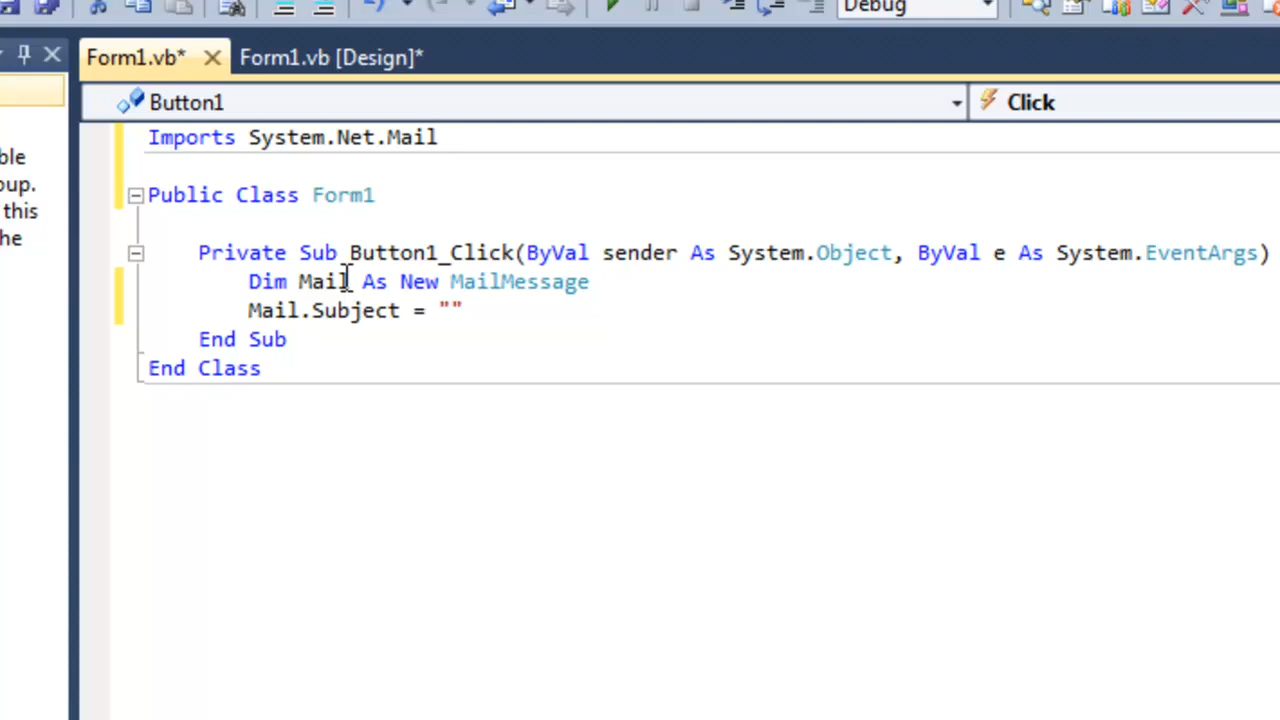 Debug
Form1.vb* Form1.vb [Design]*
Button1 Click
ble
oup.
this
he
Imports System.Net.Mail
Public Class Form1
Private Sub Button1_Click(ByVal sender As System.Object, ByVal e As System.EventArgs)
Dim Mail As New MailMessage
Mail.Subject = ""
End Sub
End Class